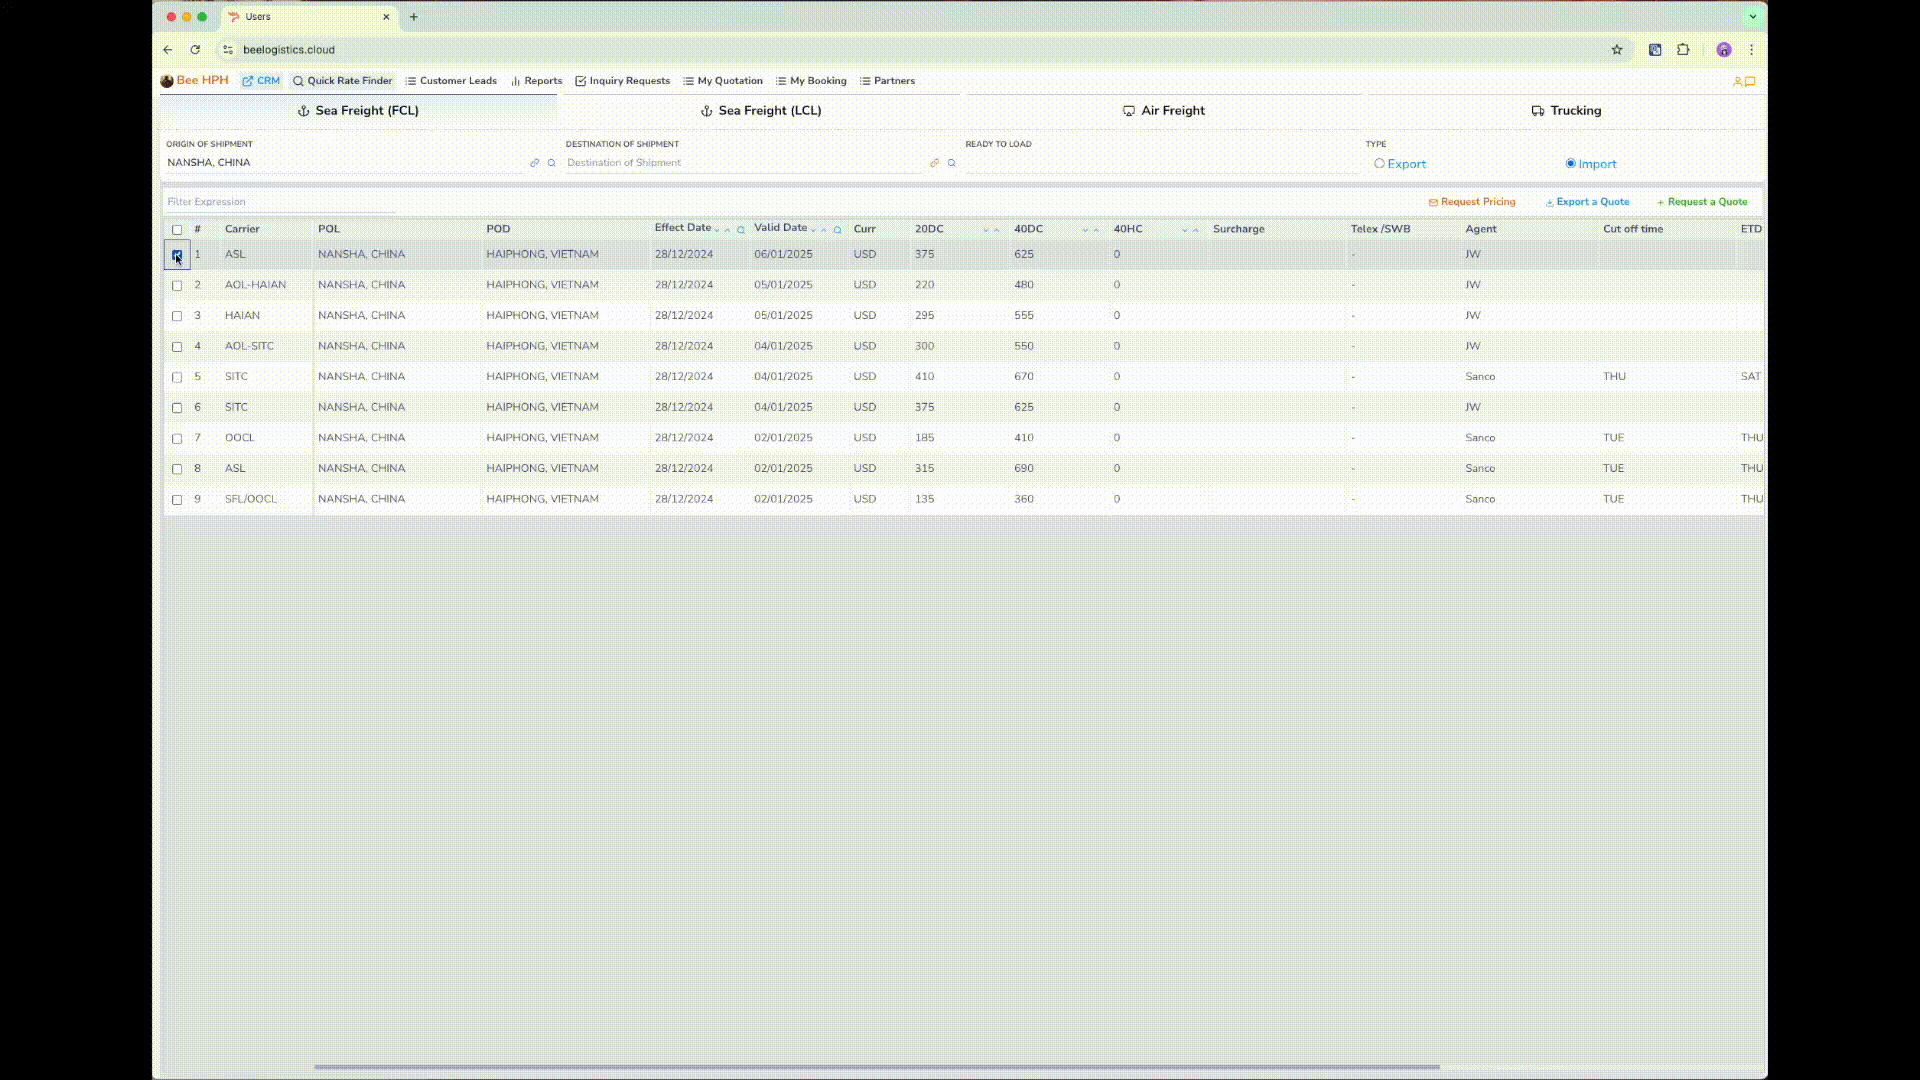 Users
beelogistics.cloud
Bee HPH CRM Quick Rate Finder Customer Leads Reports Inquiry Requests My Quotation My Booking Partners
Sea Freight (FCL) Sea Freight (LCL) Air Freight Trucking
ORIGIN OF SHIPMENT DESTINATION OF SHIPMENT READY TO LOAD TYPE
NANSHA, CHINA Destination of Shipment Export Import
Filter Expression Request Pricing Export a Quote + Request a Quote
# Carrier POL POD Effect Date Valid Date Curr 20DC 40DC 40HC Surcharge Telex /SWB Agent Cut off time ETD
1 ASL NANSHA, CHINA HAIPHONG, VIETNAM 28/12/2024 06/01/2025 USD 375 625 0 - JW
2 AOL-HAIAN NANSHA, CHINA HAIPHONG, VIETNAM 28/12/2024 05/01/2025 USD 220 480 0 - JW
3 HAIAN NANSHA, CHINA HAIPHONG, VIETNAM 28/12/2024 05/01/2025 USD 295 555 0 - JW
4 AOL-SITC NANSHA, CHINA HAIPHONG, VIETNAM 28/12/2024 04/01/2025 USD 300 550 0 - JW
5 SITC NANSHA, CHINA HAIPHONG, VIETNAM 28/12/2024 04/01/2025 USD 410 670 0 - Sanco THU SAT
6 SITC NANSHA, CHINA HAIPHONG, VIETNAM 28/12/2024 04/01/2025 USD 375 625 0 - JW
7 OOCL NANSHA, CHINA HAIPHONG, VIETNAM 28/12/2024 02/01/2025 USD 185 410 0 - Sanco TUE THU
8 ASL NANSHA, CHINA HAIPHONG, VIETNAM 28/12/2024 02/01/2025 USD 315 690 0 - Sanco TUE THU
9 SFL/OOCL NANSHA, CHINA HAIPHONG, VIETNAM 28/12/2024 02/01/2025 USD 135 360 0 - Sanco TUE THU